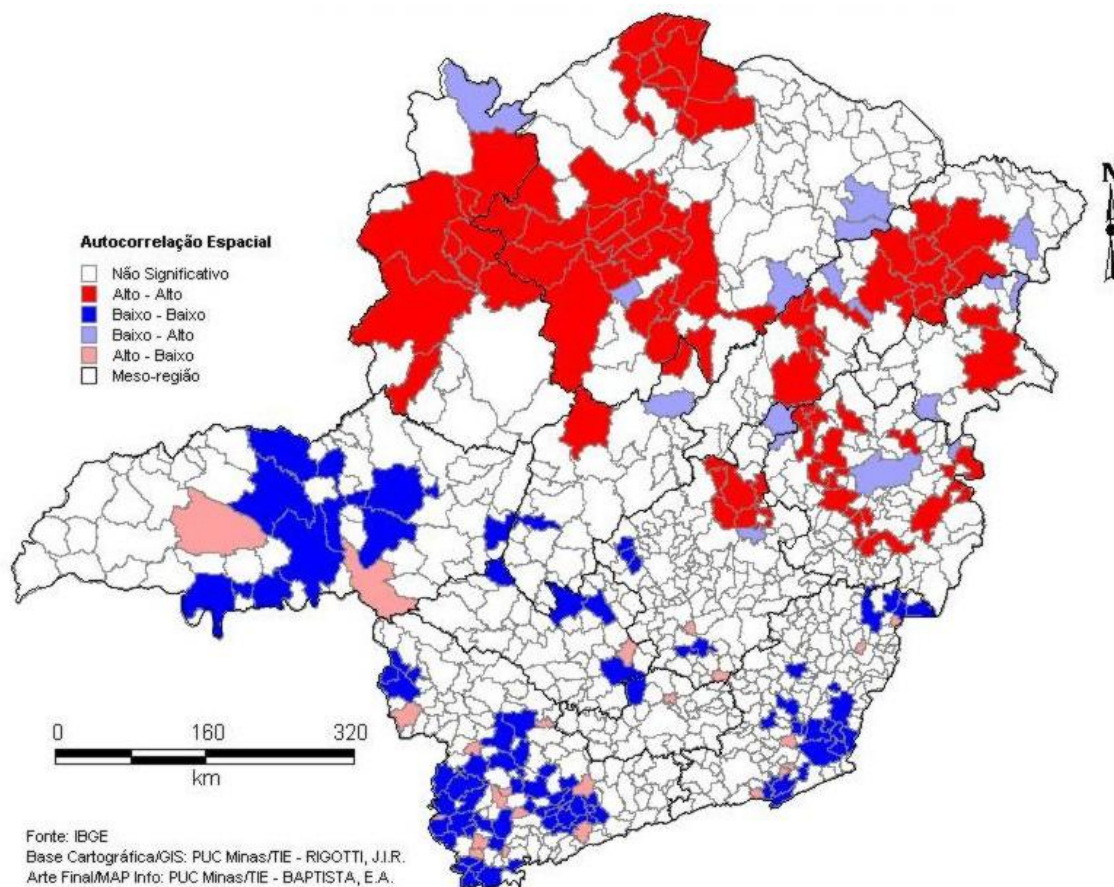 N
Autocorrelação Espacial
Não Significativo
Alto - Alto
Baixo - Baixo
Baixo - Alto
Alto - Baixo
Meso-região
0 160 320
km
Fonte: IBGE
Base Cartográfica/GIS: PUC Minas/TIE - RIGOTTI, J.I.R.
Arte Final/MAP Info: PUC Minas/TIE - BAPTISTA, E.A.